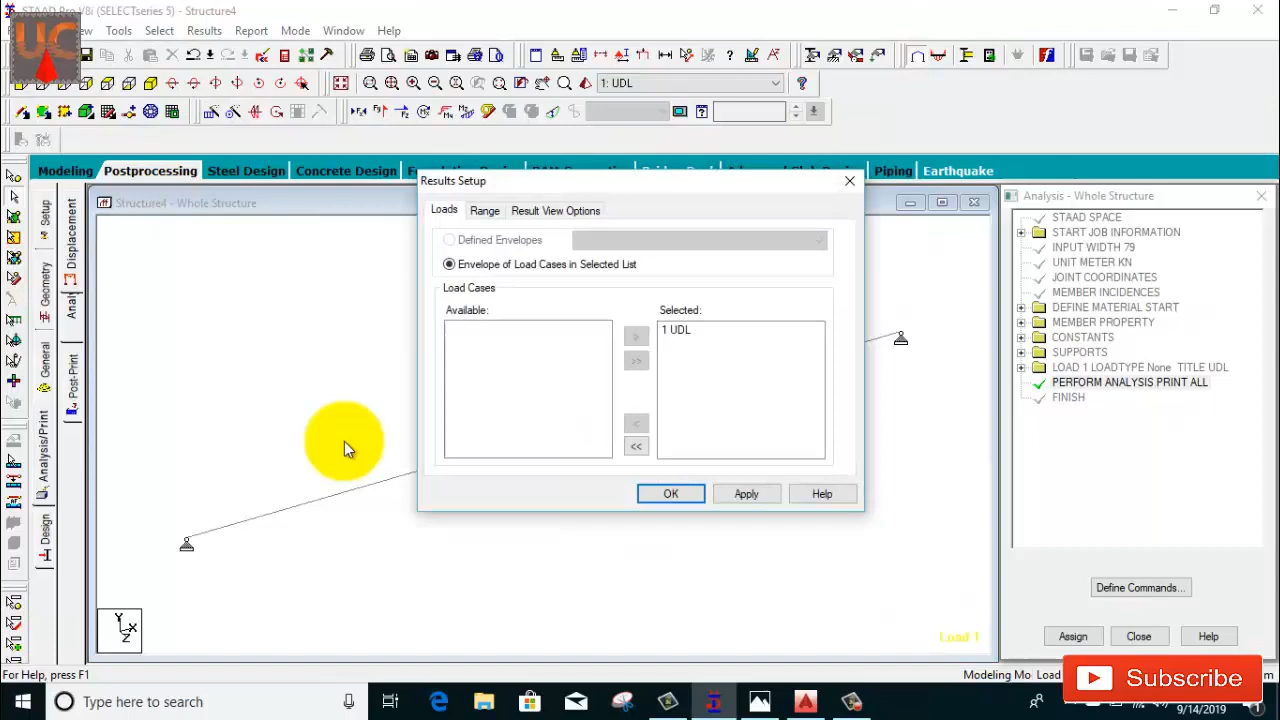 STAAD Pro V8i (SELECTseries 5) - Structure4
Tools Select Results Report Mode Window Help
UC
1: UDL
Modeling Postprocessing Steel Design Concrete Design Piping Earthquake
Structure4 - Whole Structure
Setup
Geometry
General
Analysis/Print
Design
Displacement
Post-Print
Results Setup
Loads Range Result View Options
Defined Envelopes
Envelope of Load Cases in Selected List
Load Cases
Available: Selected:
1 UDL
>
>>
<
<<
OK Apply Help
Load 1
Y
X
Z
Analysis - Whole Structure
STAAD SPACE
START JOB INFORMATION
INPUT WIDTH 79
UNIT METER KN
JOINT COORDINATES
MEMBER INCIDENCES
DEFINE MATERIAL START
MEMBER PROPERTY
CONSTANTS
SUPPORTS
LOAD 1 LOADTYPE None TITLE UDL
PERFORM ANALYSIS PRINT ALL
FINISH
Define Commands...
Assign Close Help
For Help, press F1
Modeling Mo Load
Subscribe
Type here to search
9/14/2019